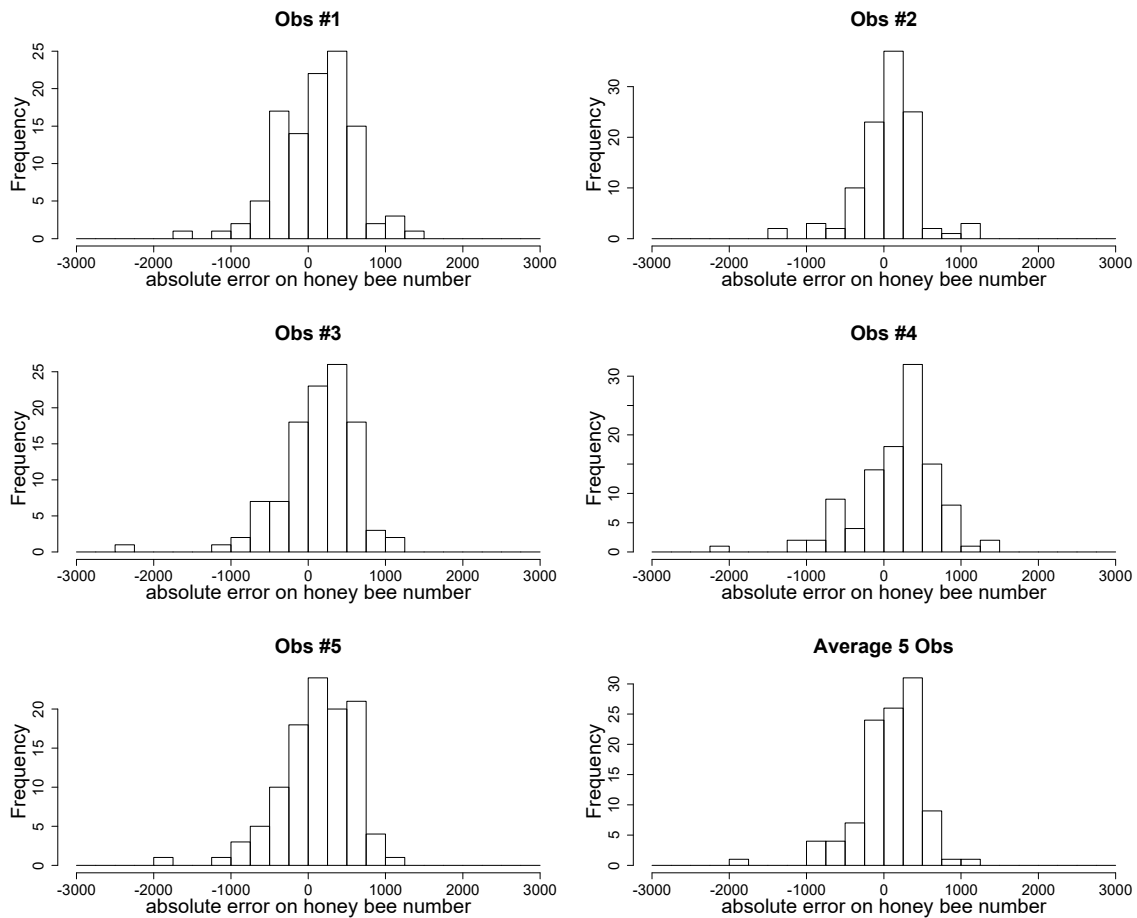 Obs #1
Frequency
0 5 10 15 20 25
-3000 -2000 -1000 0 1000 2000 3000
absolute error on honey bee number
Obs #2
Frequency
0 10 20 30
-3000 -2000 -1000 0 1000 2000 3000
absolute error on honey bee number
Obs #3
Frequency
0 5 10 15 20 25
-3000 -2000 -1000 0 1000 2000 3000
absolute error on honey bee number
Obs #4
Frequency
0 5 10 20 30
-3000 -2000 -1000 0 1000 2000 3000
absolute error on honey bee number
Obs #5
Frequency
0 5 10 15 20
-3000 -2000 -1000 0 1000 2000 3000
absolute error on honey bee number
Average 5 Obs
Frequency
0 5 10 15 20 25 30
-3000 -2000 -1000 0 1000 2000 3000
absolute error on honey bee number